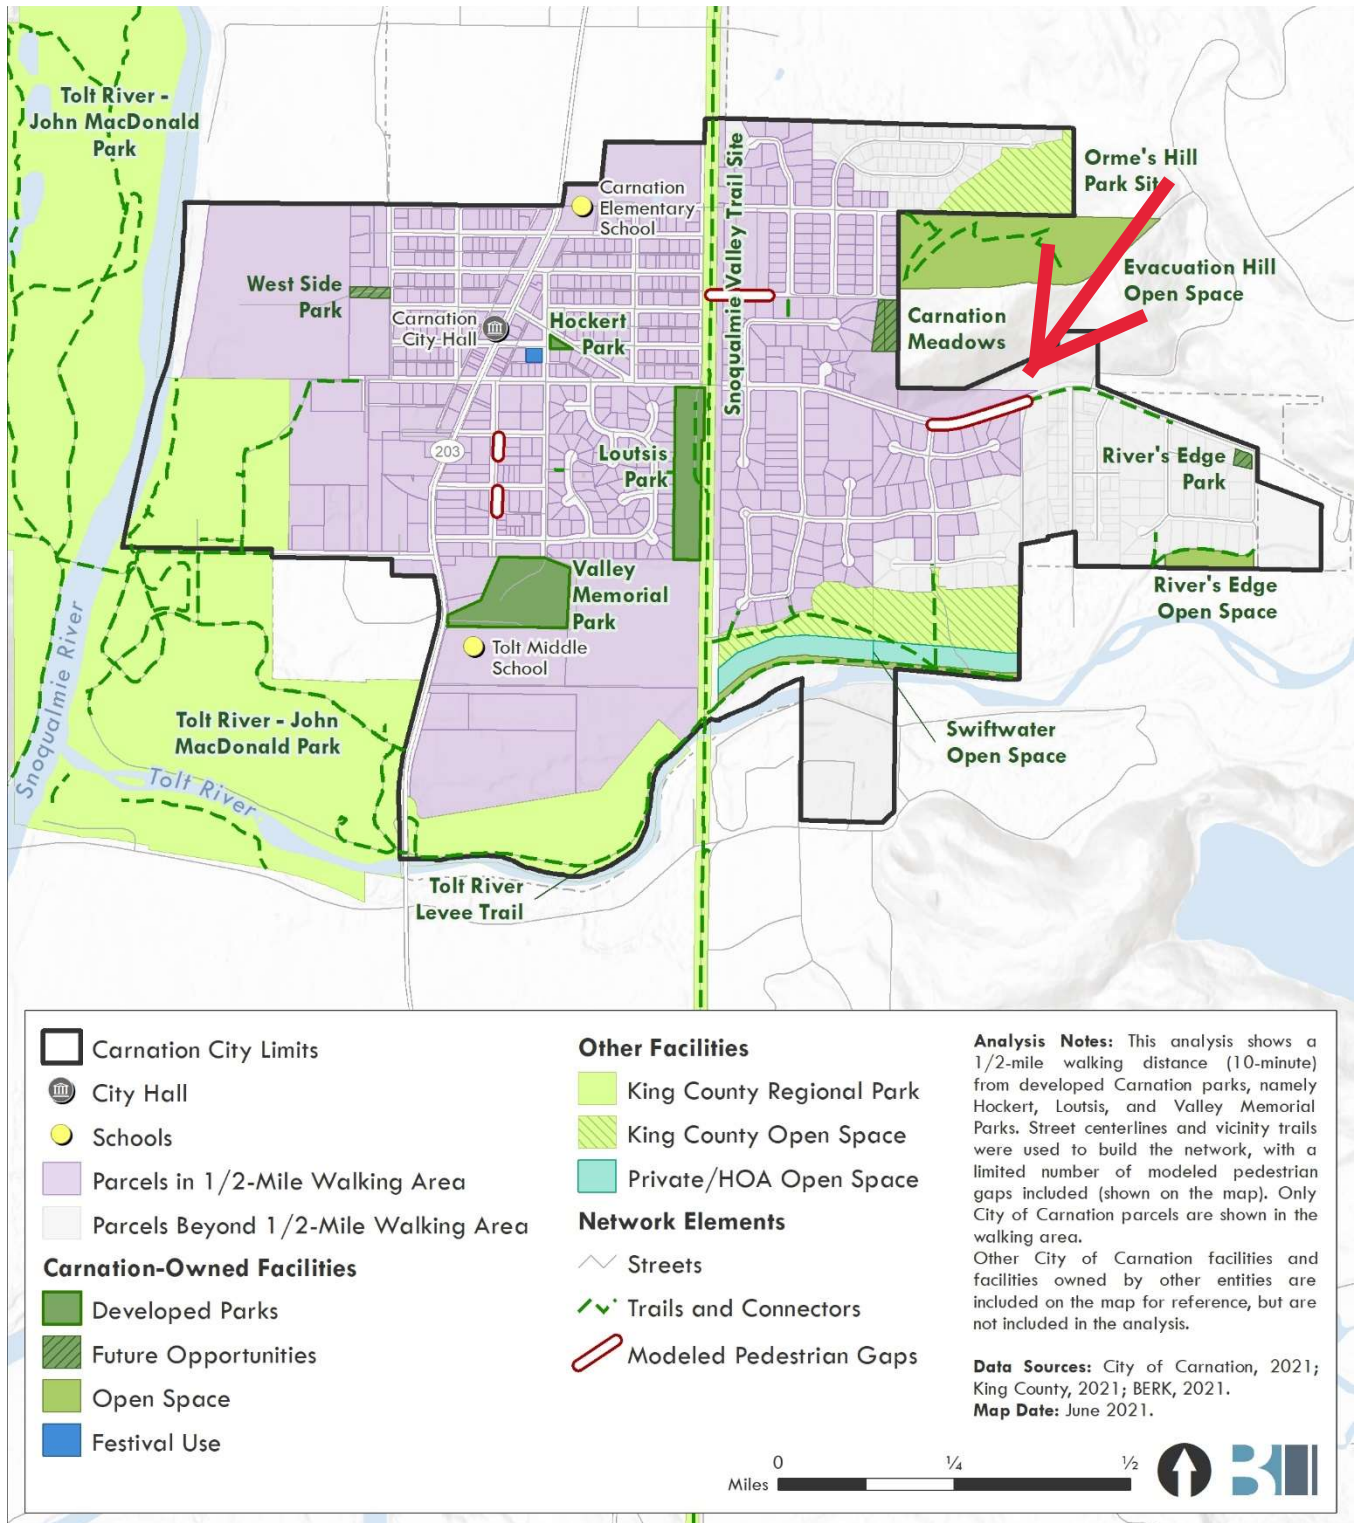 Tolt River -
John MacDonald
Park
Carnation
Elementary
School
Snoqualmie Valley Trail Site
Orme's Hill
Park Site
West Side
Park
Carnation
City Hall
Hockert
Park
Carnation
Meadows
Evacuation Hill
Open Space
203
Loutsis
Park
River's Edge
Park
Valley
Memorial
Park
River's Edge
Open Space
Tolt Middle
School
Snoqualmie River
Tolt River - John
MacDonald Park
Tolt River
Swiftwater
Open Space
Tolt River
Levee Trail
Carnation City Limits
City Hall
Schools
Parcels in 1/2-Mile Walking Area
Parcels Beyond 1/2-Mile Walking Area
Carnation-Owned Facilities
Developed Parks
Future Opportunities
Open Space
Festival Use
Other Facilities
King County Regional Park
King County Open Space
Private/HOA Open Space
Network Elements
Streets
Trails and Connectors
Modeled Pedestrian Gaps
Analysis Notes: This analysis shows a
1/2-mile walking distance (10-minute)
from developed Carnation parks, namely
Hockert, Loutsis, and Valley Memorial
Parks. Street centerlines and vicinity trails
were used to build the network, with a
limited number of modeled pedestrian
gaps included (shown on the map). Only
City of Carnation parcels are shown in the
walking area.
Other City of Carnation facilities and
facilities owned by other entities are
included on the map for reference, but are
not included in the analysis.
Data Sources: City of Carnation, 2021;
King County, 2021; BERK, 2021.
Map Date: June 2021.
0 1/4 1/2
Miles